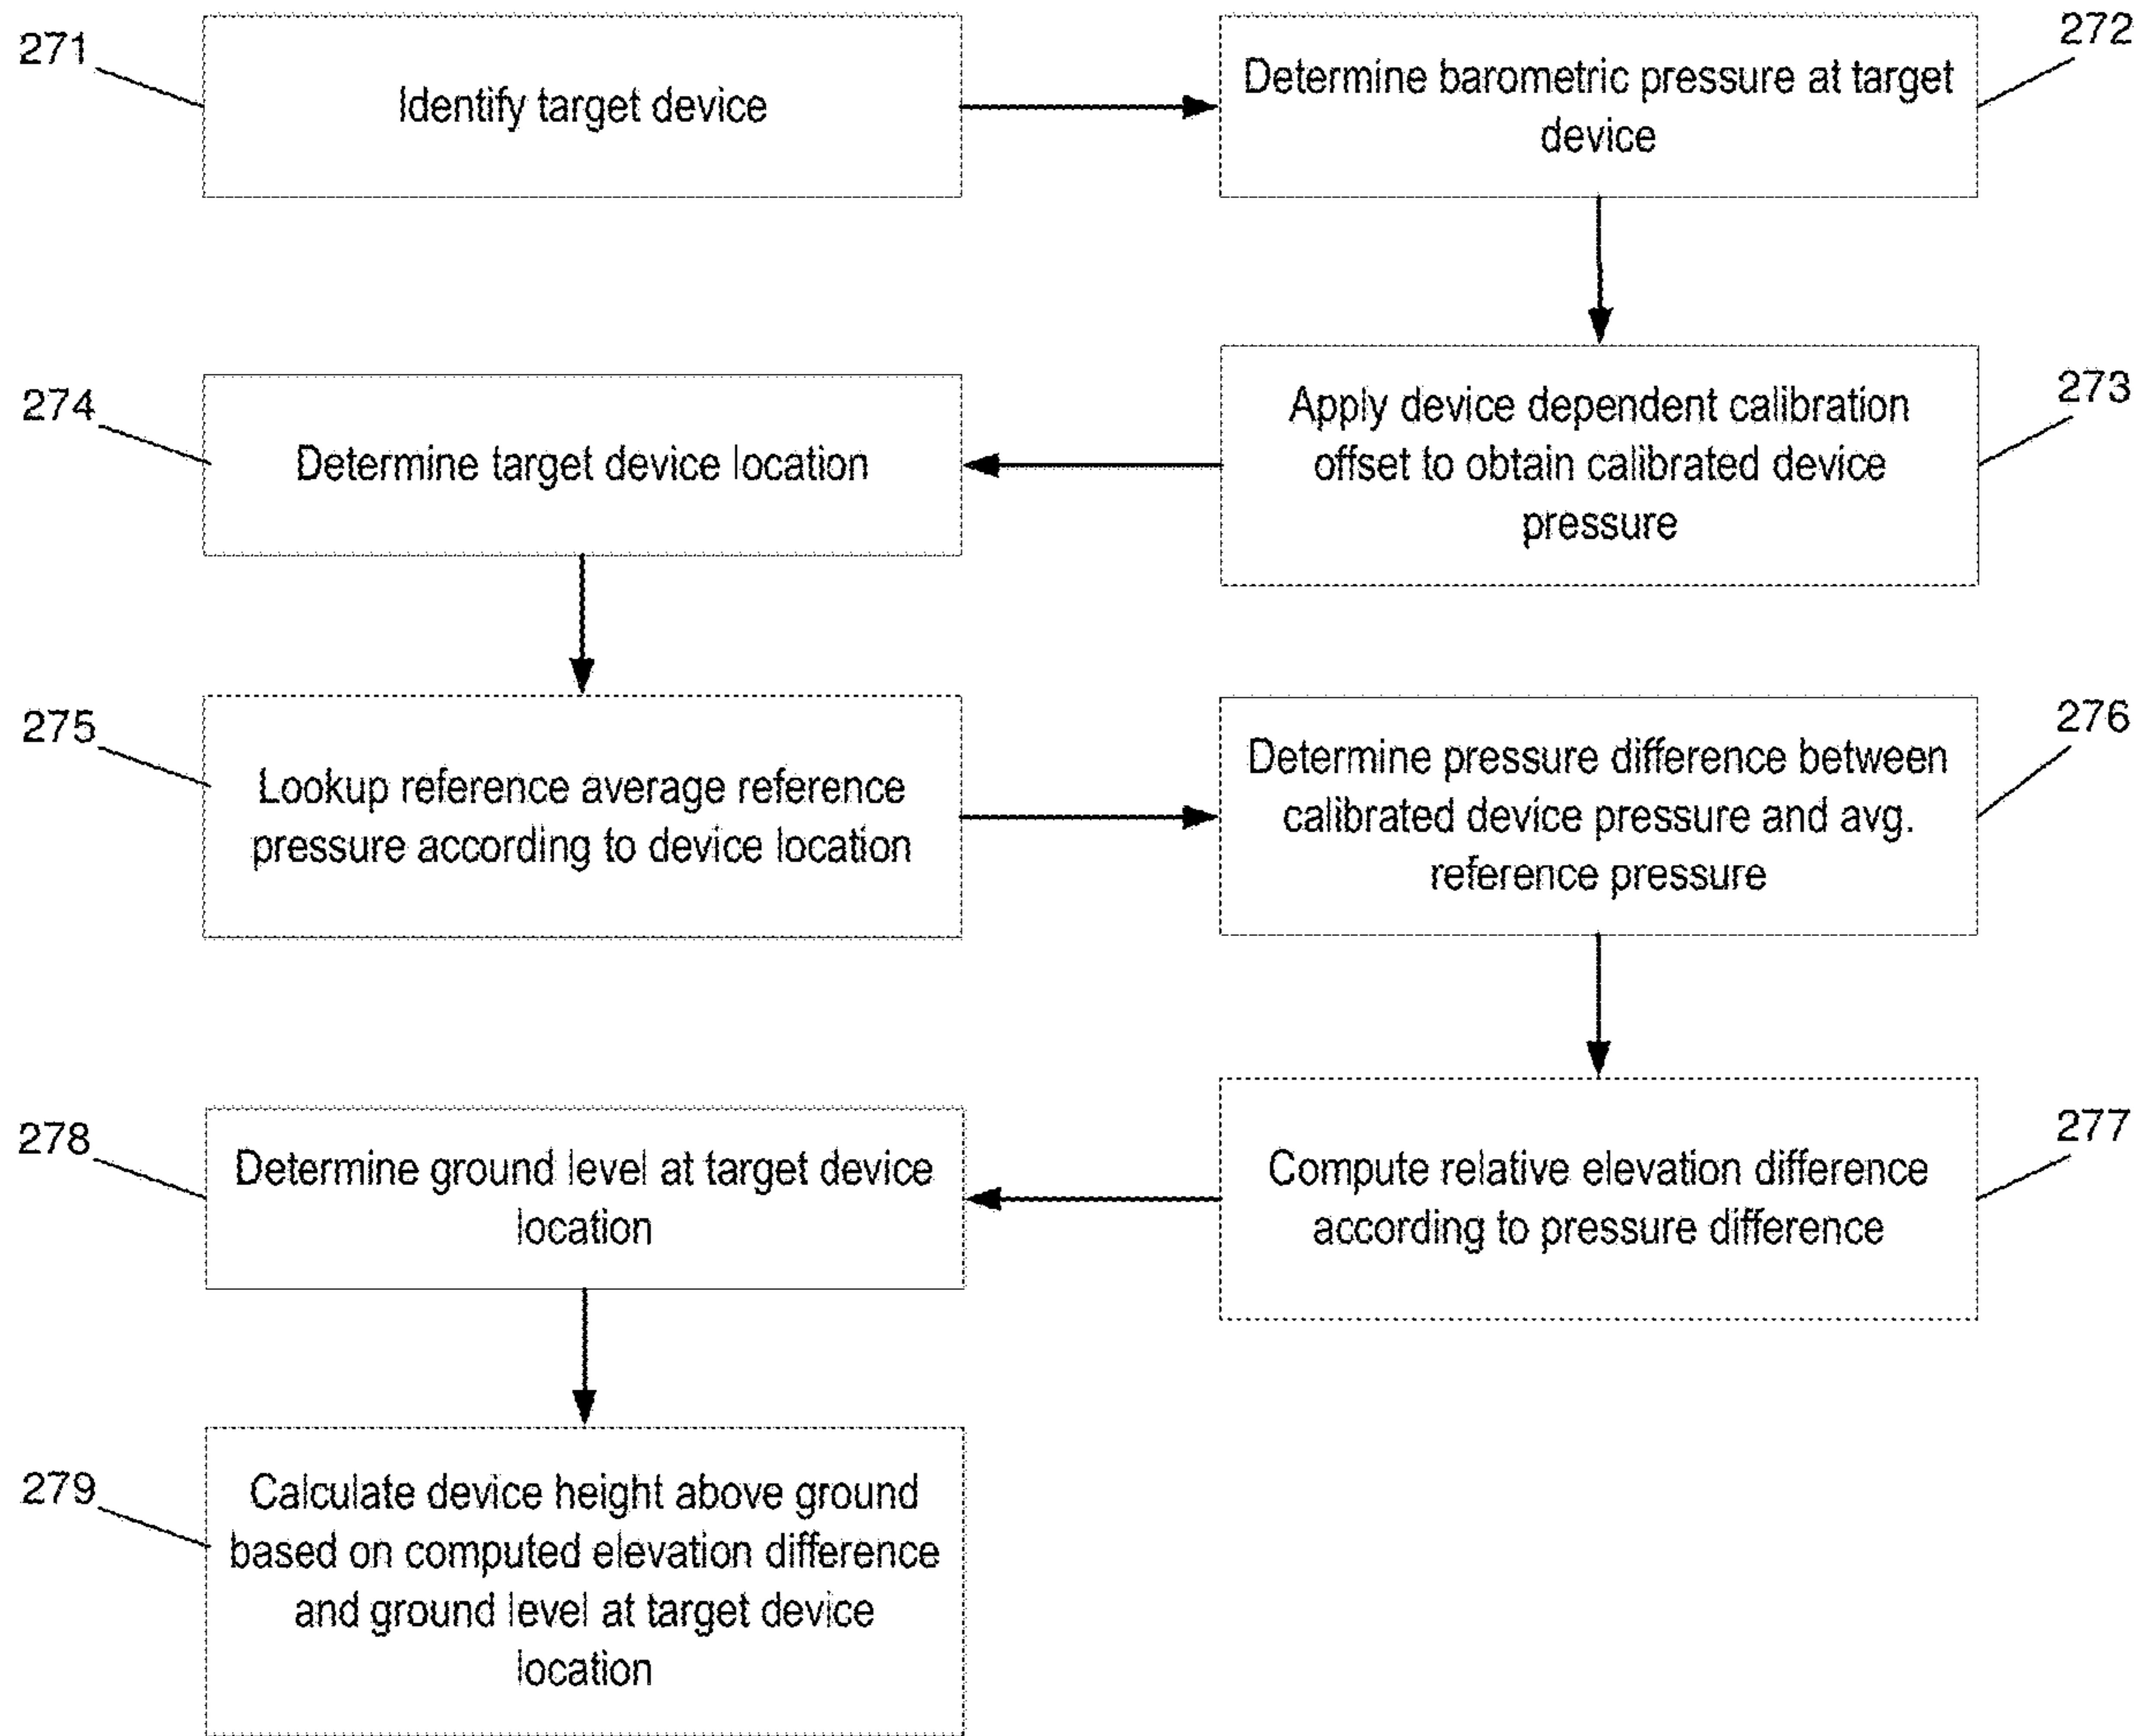 271
Identify target device
272
Determine barometric pressure at target
device
273
Apply device dependent calibration
offset to obtain calibrated device
pressure
274
Determine target device location
275
Lookup reference average reference
pressure according to device location
276
Determine pressure difference between
calibrated device pressure and avg.
reference pressure
277
Compute relative elevation difference
according to pressure difference
278
Determine ground level at target device
location
279
Calculate device height above ground
based on computed elevation difference
and ground level at target device
location